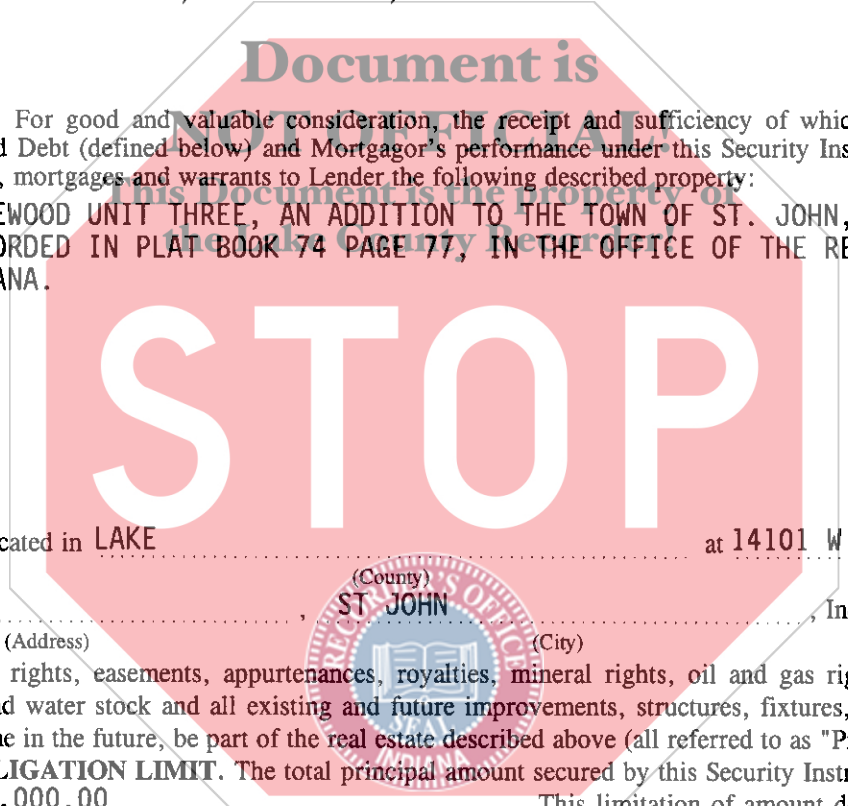 Document is
NOT OFFICIAL!
This Document is the property of
the Lake County Recorder!
For good and valuable consideration, the receipt and sufficiency of whic
d Debt (defined below) and Mortgagor's performance under this Security Ins
, mortgages and warrants to Lender the following described property:
EWOOD UNIT THREE, AN ADDITION TO THE TOWN OF ST. JOHN,
ORDED IN PLAT BOOK 74 PAGE 77, IN THE OFFICE OF THE RE
ANA.
STOP
cated in LAKE at 14101 W
(County)
, ST JOHN , In
(Address) (City)
rights, easements, appurtenances, royalties, mineral rights, oil and gas rig
d water stock and all existing and future improvements, structures, fixtures,
e in the future, be part of the real estate described above (all referred to as "P
LIGATION LIMIT. The total principal amount secured by this Security Instr
,000.00 This limitation of amount d
RECORDER'S OFFICE
SEAL
INDIANA